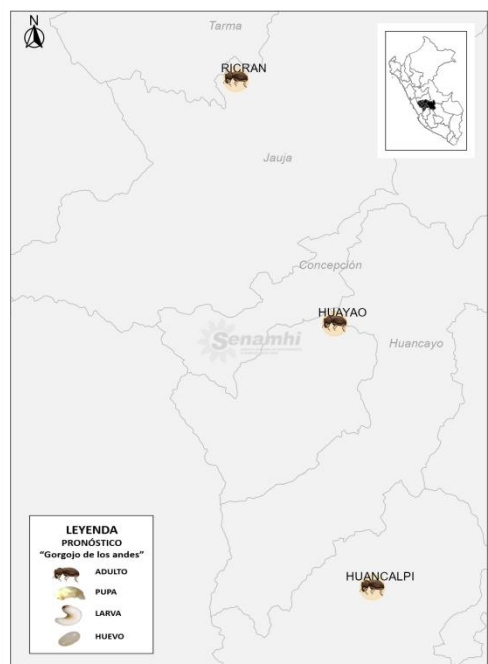 N
Tarma
RICRAN
Jauja
Concepción
HUAYAO
Senamhi
Huancayo
LEYENDA
PRONÓSTICO
"Gorgojo de los andes"
ADULTO
PUPA
LARVA
HUEVO
HUANCALPI